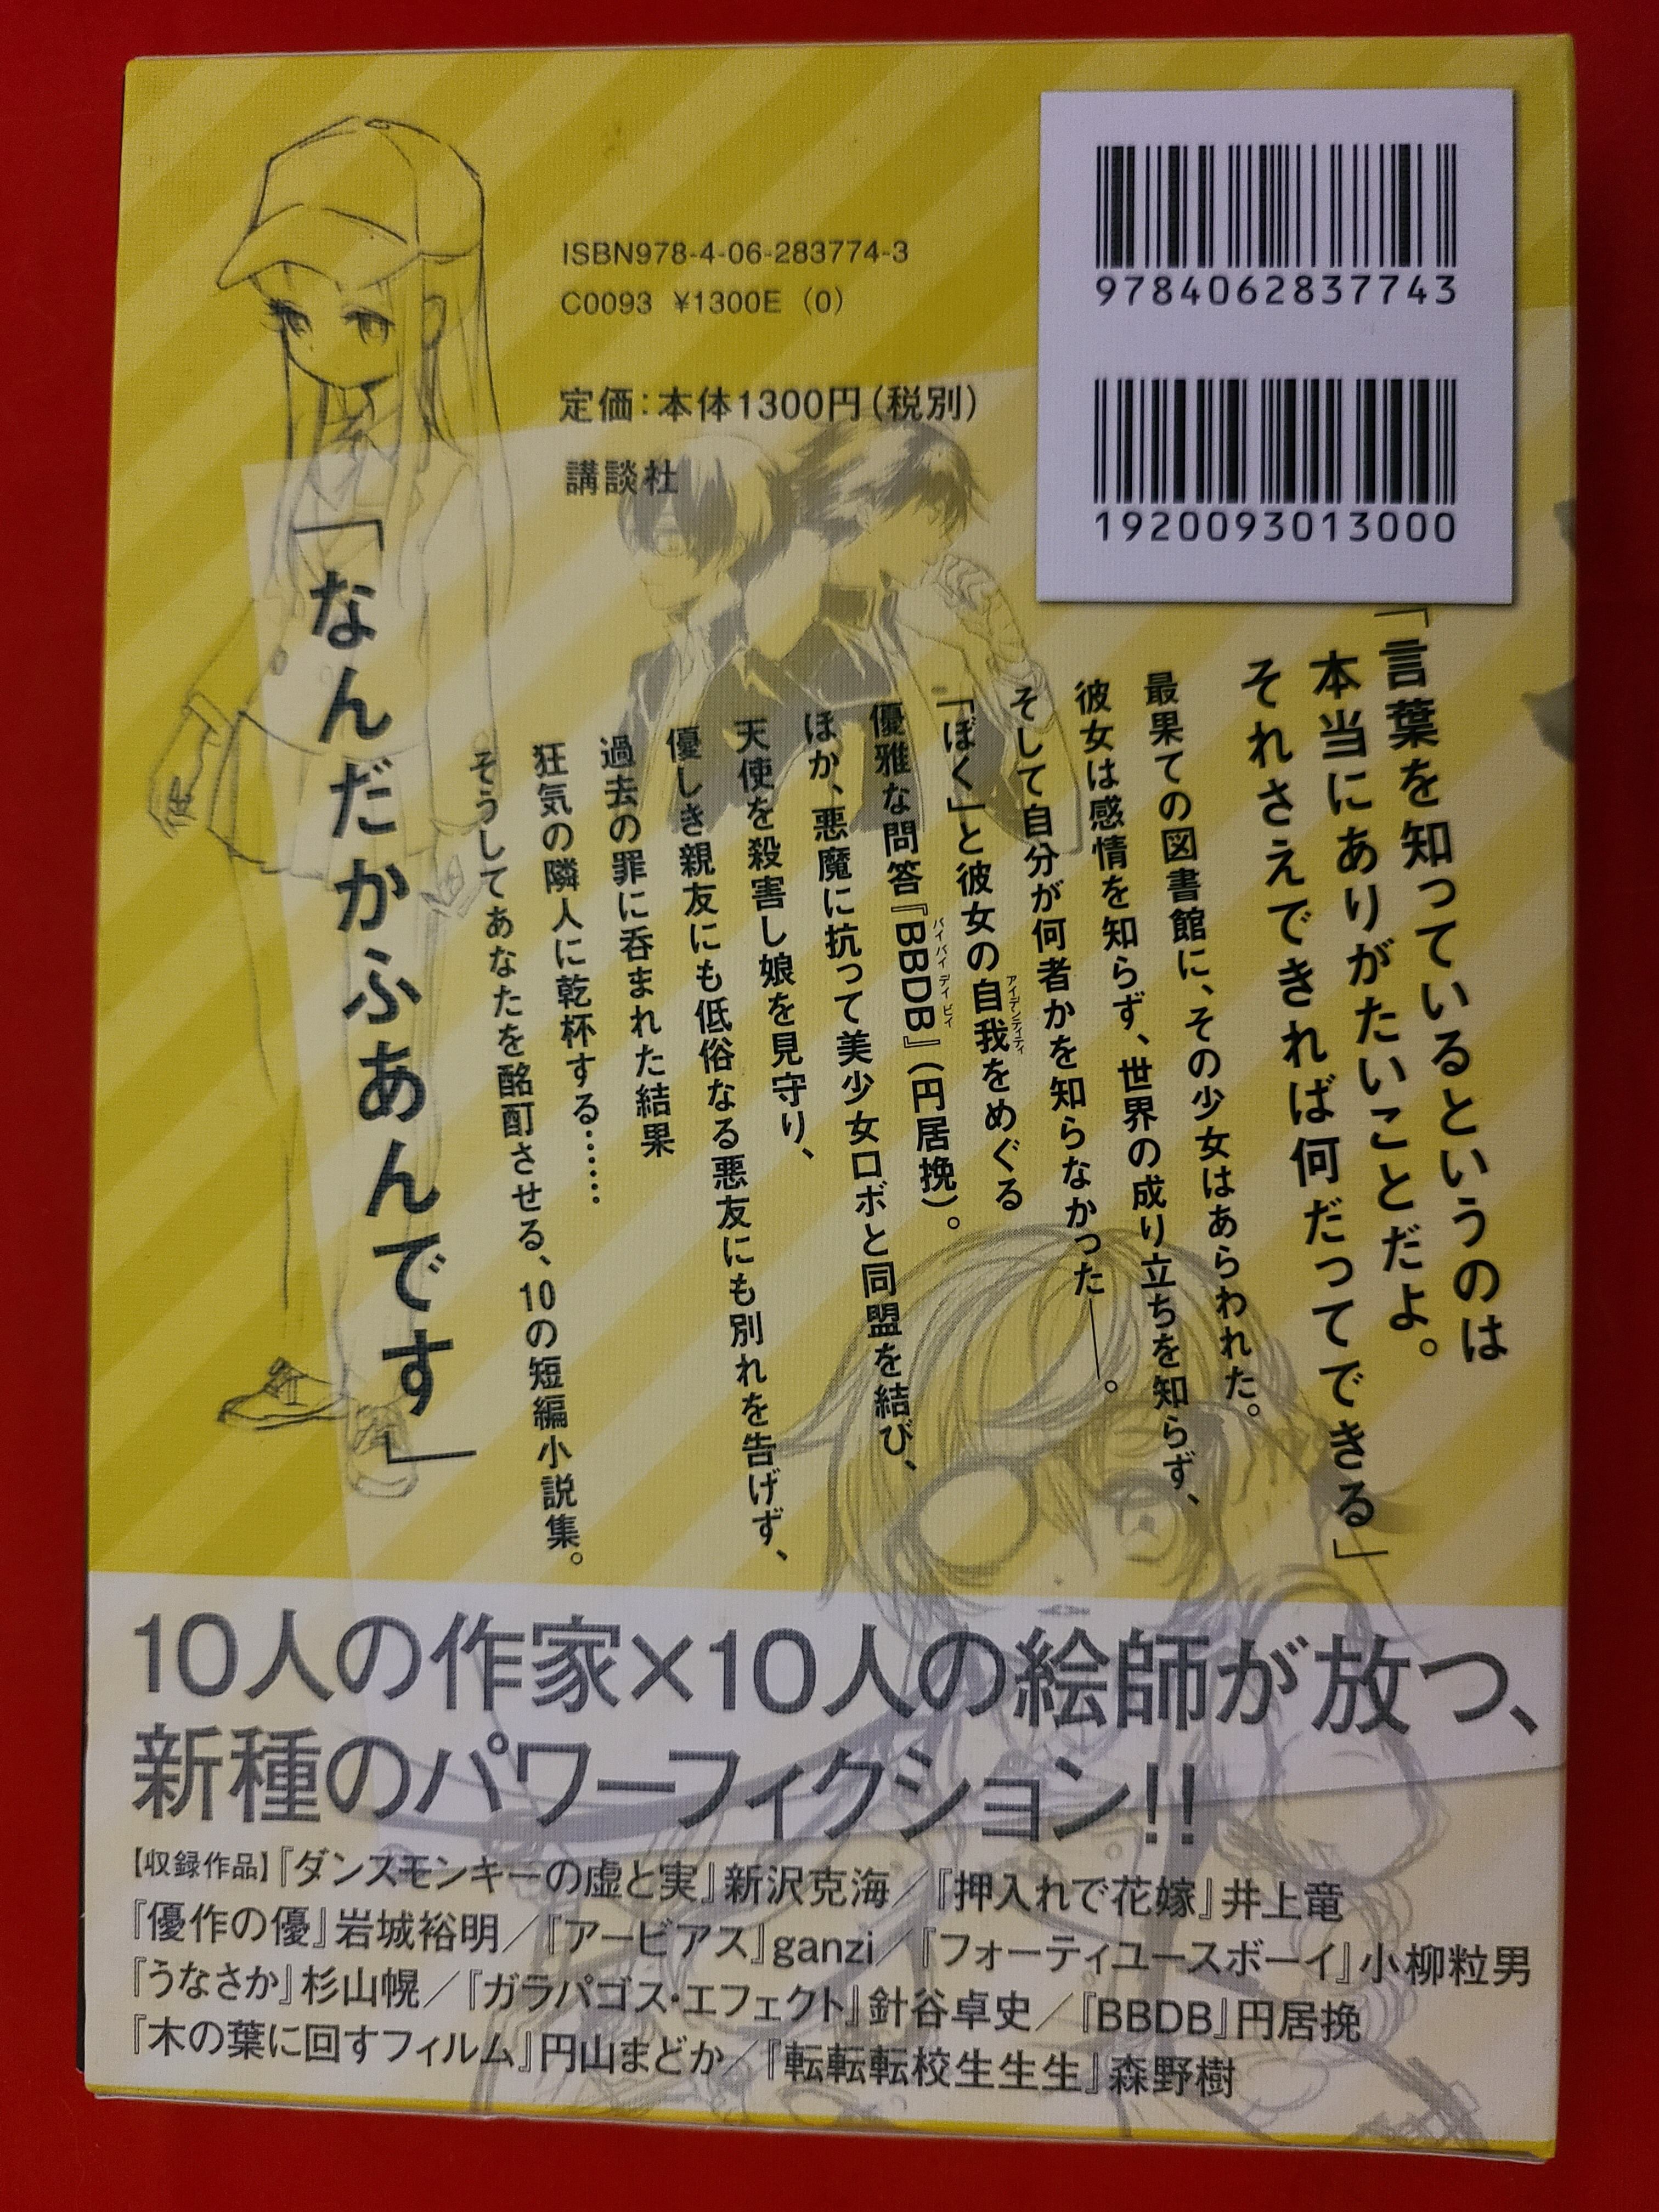 ISBN978-4-06-283774-3
C0093 ¥1300E (0)
定価:本体1300円(税別)
講談社
9784062837743
1920093013000
「言葉を知っているというのは
本当にありがたいことだよ。
それさえできれば何だってできる」
最果ての図書館に、その少女はあらわれた。
彼女は感情を知らず、世界の成り立ちを知らず、
そして自分が何者かを知らなかった――。
「ぼく」と彼女の自我をめぐる
アイデンティティ
優雅な問答『BBDB』(円居挽)。
バイバイディビイ
ほか、悪魔に抗って美少女ロボと同盟を結び、
天使を殺害し娘を見守り、
優しき親友にも低俗なる悪友にも別れを告げず、
過去の罪に呑まれた結果
狂気の隣人に乾杯する……
そうしてあなたを酩酊させる、10の短編小説集。
「なんだかふあんです」
10人の作家×10人の絵師が放つ、
新種のパワーフィクション!!
【収録作品】『ダンスモンキーの虚と実』新沢克海/『押入れで花嫁』井上竜
『優作の優』岩城裕明/『アービアス』ganzi/『フォーティユースボーイ』小柳粒男
『うなさか』杉山幌/『ガラパゴス・エフェクト』針谷卓史/『BBDB』円居挽
『木の葉に回すフィルム』円山まどか/『転転転校生生生』森野樹